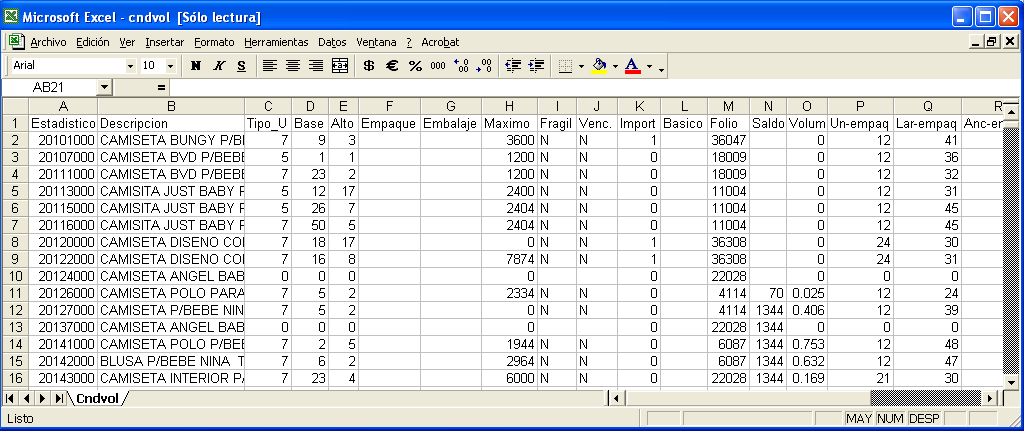 Microsoft Excel - cndvol [Sólo lectura]
Archivo Edición Ver Insertar Formato Herramientas Datos Ventana ? Acrobat
Arial 10 N K S $ € % 000
AB21 =
A B C D E F G H I J K L M N O P Q R
1 Estadistico Descripcion Tipo_U Base Alto Empaque Embalaje Maximo Fragil Venc. Import Basico Folio Saldo Volum Un-empaq Lar-empaq Anc-em
2 20101000 CAMISETA BUNGY P/BE 7 9 3 3600 N N 1 36047 0 12 41
3 20107000 CAMISETA BVD P/BEBE 5 1 1 1200 N N 0 18009 0 12 36
4 20111000 CAMISETA BVD P/BEBE 7 23 2 1200 N N 0 18009 0 12 32
5 20113000 CAMISITA JUST BABY P 5 12 17 2400 N N 0 11004 0 12 31
6 20115000 CAMISITA JUST BABY P 5 26 7 2404 N N 0 11004 0 12 45
7 20116000 CAMISETA JUST BABY P 7 50 5 2404 N N 0 11004 0 12 45
8 20120000 CAMISETA DISENO CO 7 18 17 0 N N 1 36308 0 24 30
9 20122000 CAMISETA DISENO CO 7 16 8 7874 N N 1 36308 0 24 31
10 20124000 CAMISETA ANGEL BAB 0 0 0 0 0 22028 0 0 0
11 20126000 CAMISETA POLO PARA 7 5 2 2334 N N 0 4114 70 0.025 12 24
12 20127000 CAMISETA P/BEBE NIN 7 5 2 0 N N 0 4114 1344 0.406 12 39
13 20137000 CAMISETA ANGEL BAB 0 0 0 0 0 22028 1344 0 0 0
14 20141000 CAMISETA POLO P/BEB 7 2 5 1944 N N 0 6087 1344 0.753 12 48
15 20142000 BLUSA P/BEBE NINA T 7 6 2 2964 N N 0 6087 1344 0.632 12 47
16 20143000 CAMISETA INTERIOR P/ 7 23 4 6000 N N 0 22028 1344 0.169 21 30
Cndvol
Listo MAY NUM DESP